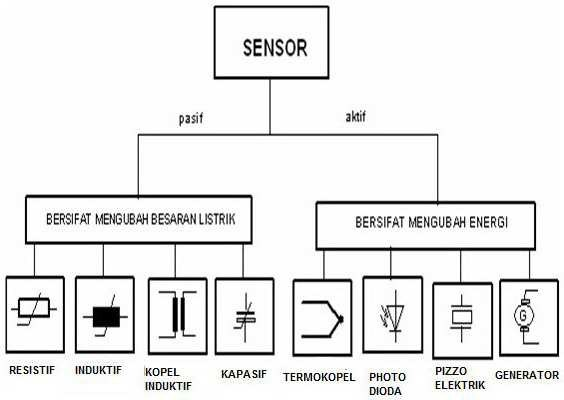 SENSOR
pasif
aktif
BERSIFAT MENGUBAH BESARAN LISTRIK
BERSIFAT MENGUBAH ENERGI
G
RESISTIF
INDUKTIF
KOPEL
INDUKTIF
KAPASIF
TERMOKOPEL
PHOTO
DIODA
PIZZO
ELEKTRIK
GENERATOR